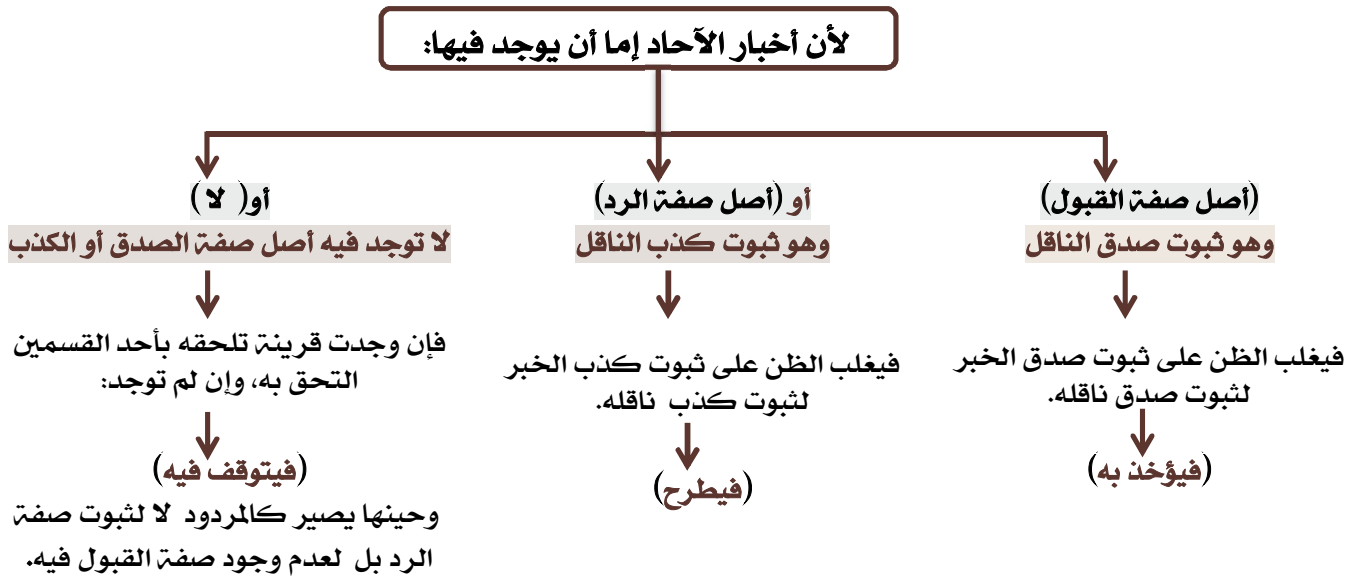 لأن أخبار الآحاد إما أن يوجد فيها:
(أصل صفة القبول)
وهو ثبوت صدق الناقل
فيغلب الظن على ثبوت صدق الخبر
لثبوت صدق ناقله.
(فيؤخذ به)
أو (أصل صفة الرد)
وهو ثبوت كذب الناقل
فيغلب الظن على ثبوت كذب الخبر
لثبوت كذب ناقله.
(فيطرح)
أو( لا )
لا توجد فيه أصل صفة الصدق أو الكذب
فإن وجدت قرينة تلحقه بأحد القسمين
التحق به، وإن لم توجد:
(فيتوقف فيه)
وحينها يصير كالمردود لا لثبوت صفة
الرد بل لعدم وجود صفة القبول فيه.